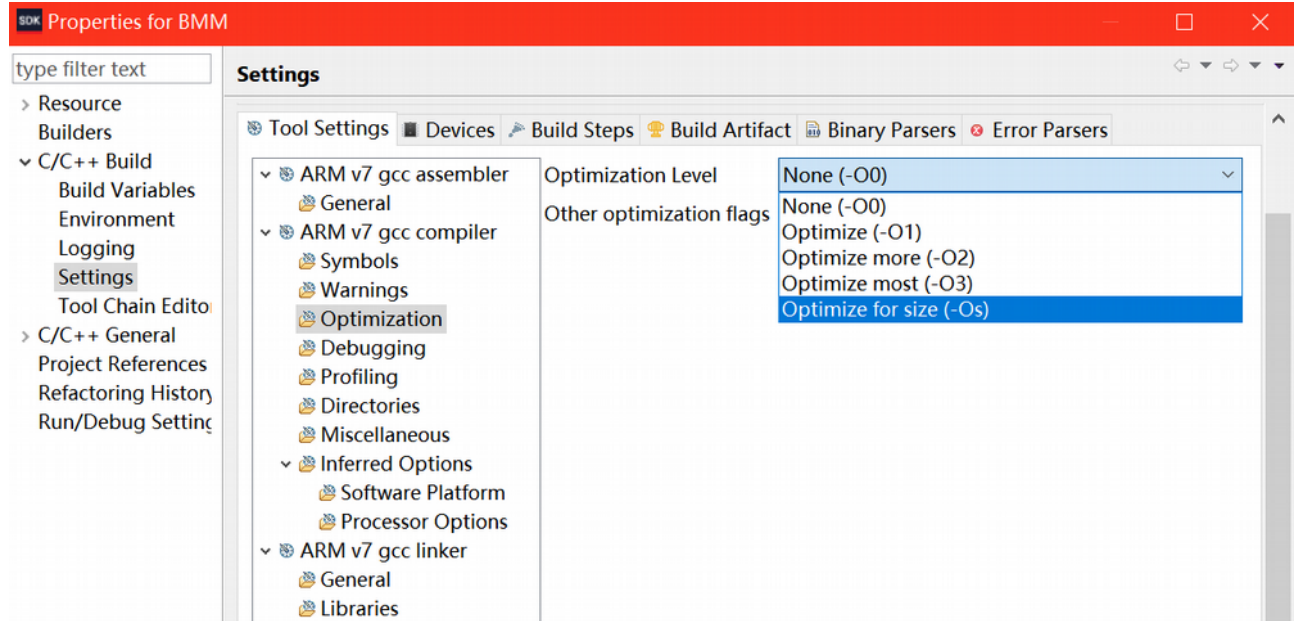 SDK Properties for BMM
type filter text
Resource
Builders
C/C++ Build
Build Variables
Environment
Logging
Settings
Tool Chain Edito
C/C++ General
Project References
Refactoring History
Run/Debug Setting
Settings
Tool Settings Devices Build Steps Build Artifact Binary Parsers Error Parsers
ARM v7 gcc assembler
General
ARM v7 gcc compiler
Symbols
Warnings
Optimization
Debugging
Profiling
Directories
Miscellaneous
Inferred Options
Software Platform
Processor Options
ARM v7 gcc linker
General
Libraries
Optimization Level None (-O0)
Other optimization flags
None (-O0)
Optimize (-O1)
Optimize more (-O2)
Optimize most (-O3)
Optimize for size (-Os)